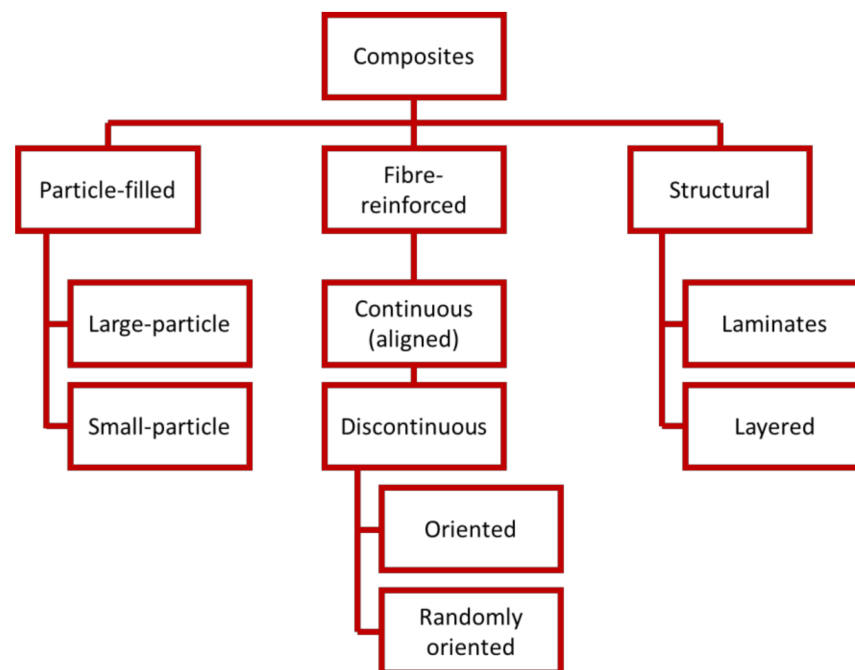 Composites
Particle-filled
Fibre-
reinforced
Structural
Large-particle
Continuous
(aligned)
Laminates
Small-particle
Discontinuous
Layered
Oriented
Randomly
oriented